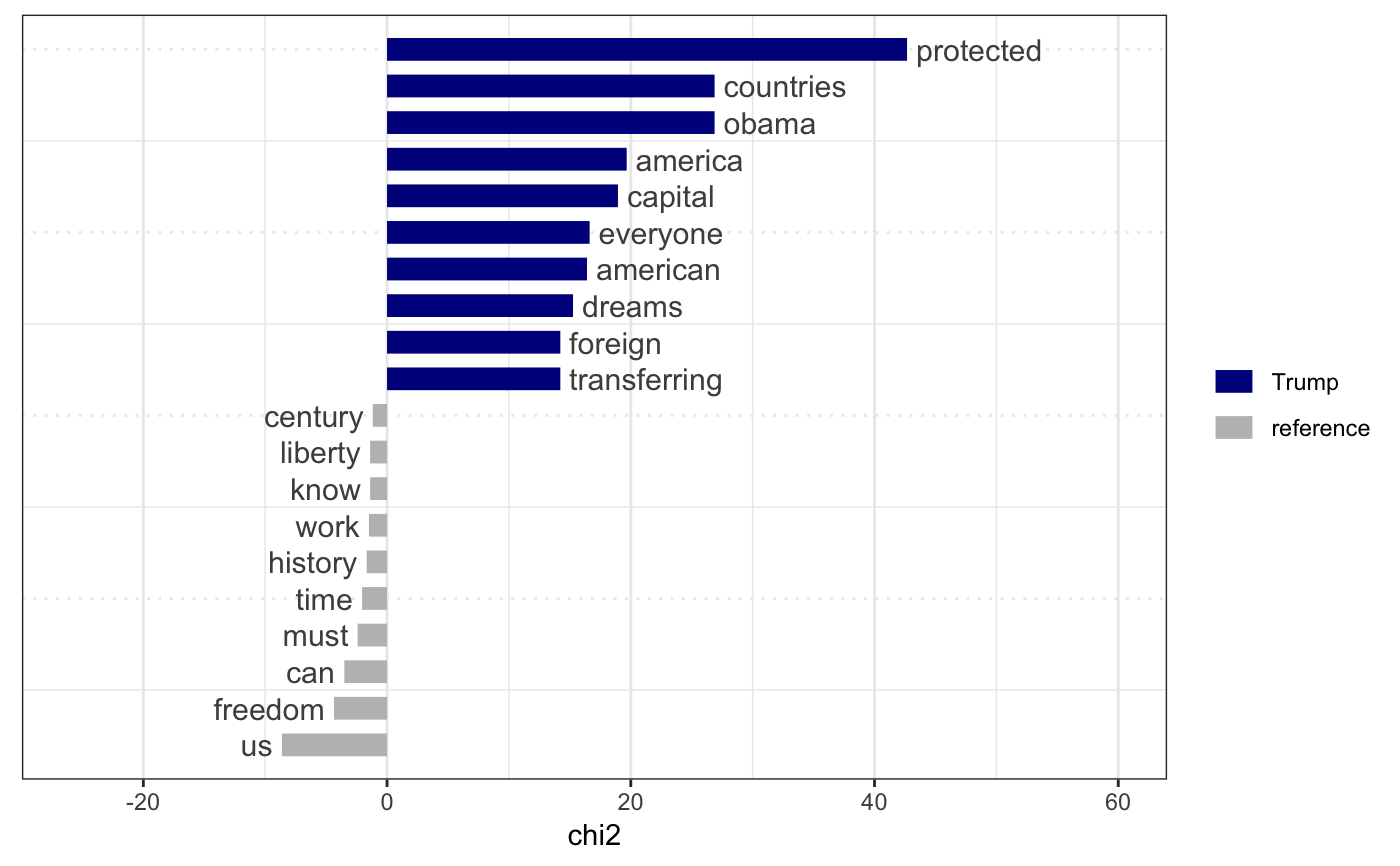 protected
countries
obama
america
capital
everyone
american
dreams
foreign
transferring
century
liberty
know
work
history
time
must
can
freedom
us
Trump
reference
-20 0 20 40 60
chi2